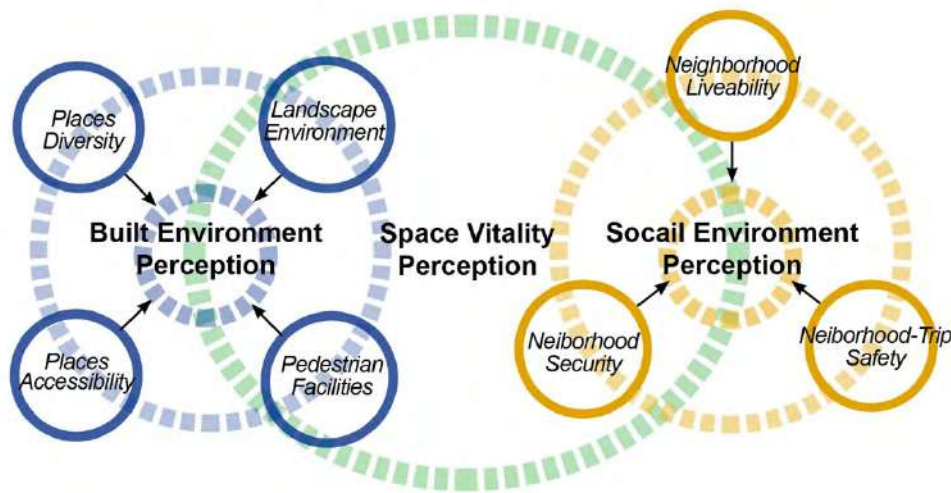 Places
Diversity
Landscape
Environment
Neighborhood
Liveability
Built Environment
Perception
Space Vitality
Perception
Socail Environment
Perception
Places
Accessibility
Pedestrian
Facilities
Neiborhood
Security
Neiborhood-Trip
Safety